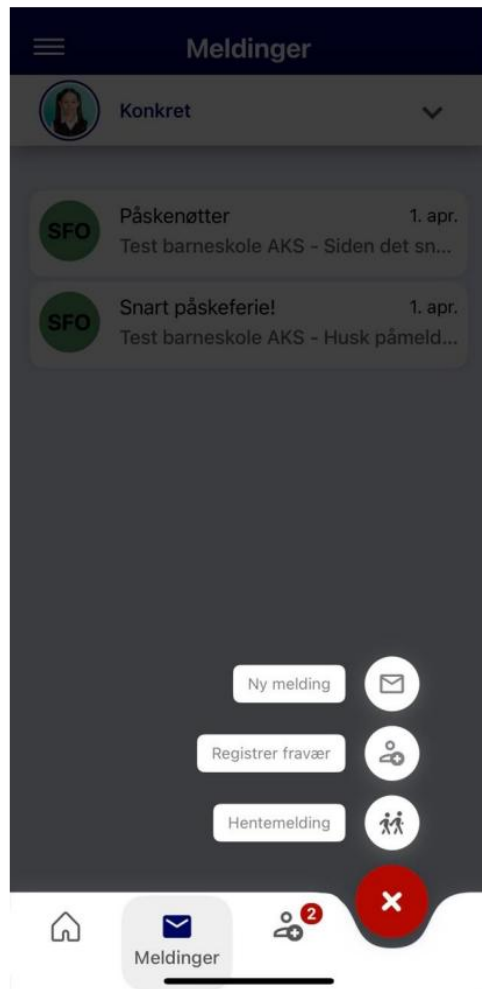 Meldinger
Konkret
SFO
Påskenøtter
1. apr.
Test barneskole AKS - Siden det sn...
SFO
Snart påskeferie!
1. apr.
Test barneskole AKS - Husk påmeld...
Ny melding
Registrer fravær
Hentemelding
2
Meldinger